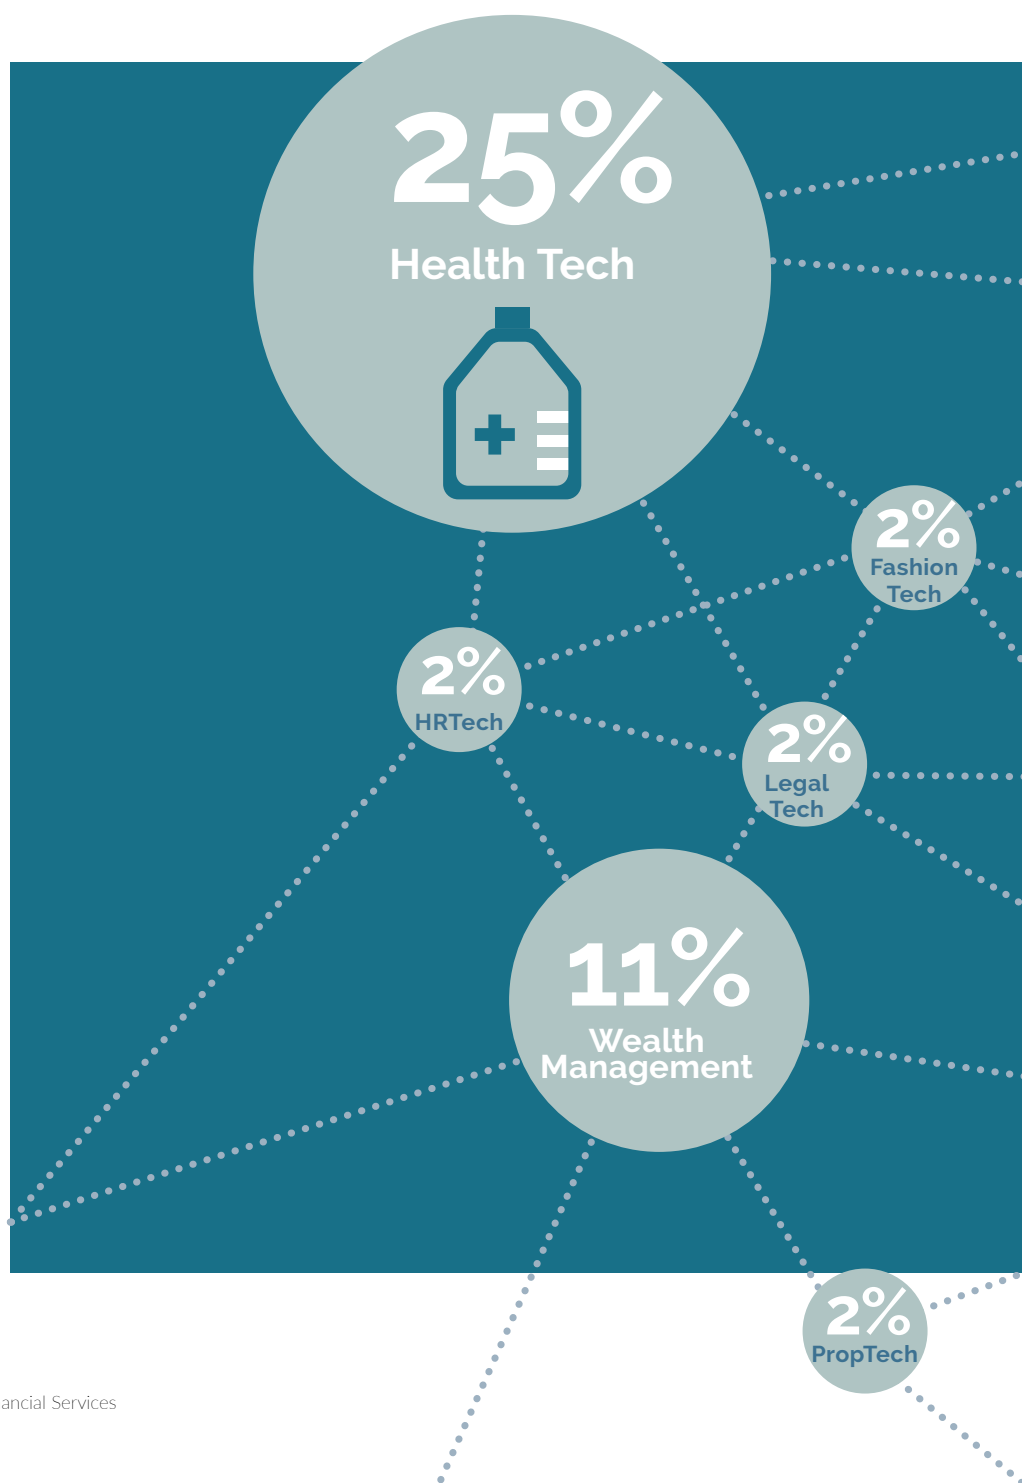 25%
Health Tech
2%
Fashion
Tech
2%
HRTech
2%
Legal
Tech
11%
Wealth
Management
2%
PropTech
ancial Services